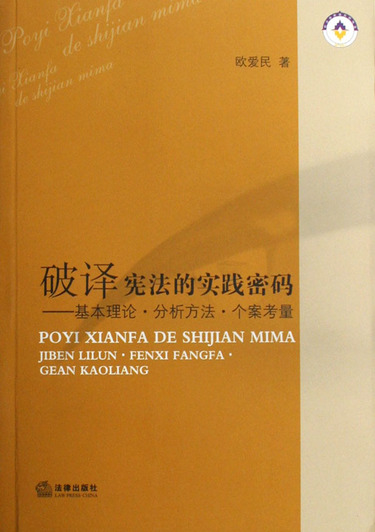 Poyi Xianfa
de shijian mima
Poyi Xianfa
de shijian mima
欧爱民 著
破译 宪法的实践密码
——基本理论·分析方法·个案考量
POYI XIANFA DE SHIJIAN MIMA
JIBEN LILUN · FENXI FANGFA ·
GEAN KAOLIANG
法律出版社
LAW PRESS·CHINA